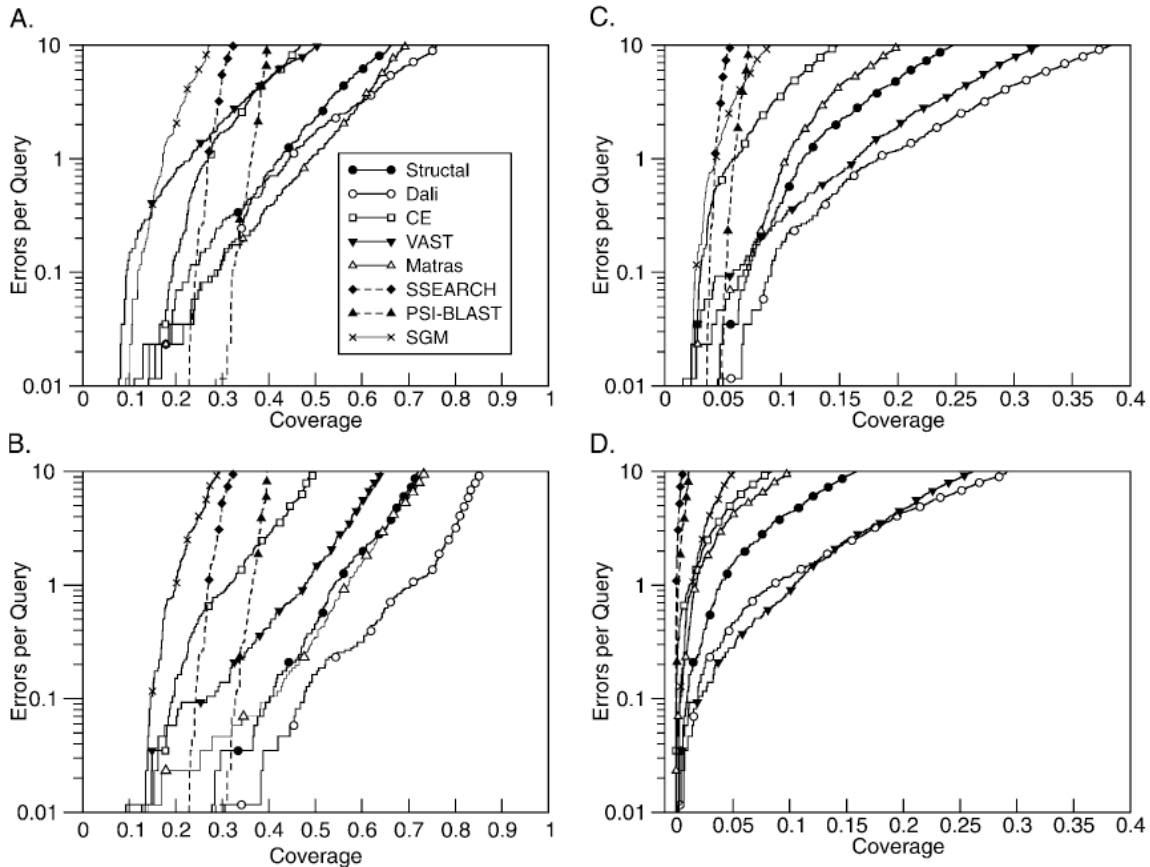 A.
10
1
0.1
0.01
Errors per Query
0 0.1 0.2 0.3 0.4 0.5 0.6 0.7 0.8 0.9 1
Coverage
Structal
Dali
CE
VAST
Matras
SSEARCH
PSI-BLAST
SGM
C.
10
1
0.1
0.01
Errors per Query
0 0.05 0.1 0.15 0.2 0.25 0.3 0.35 0.4
Coverage
B.
10
1
0.1
0.01
Errors per Query
0 0.1 0.2 0.3 0.4 0.5 0.6 0.7 0.8 0.9 1
Coverage
D.
10
1
0.1
0.01
Errors per Query
0 0.05 0.1 0.15 0.2 0.25 0.3 0.35 0.4
Coverage